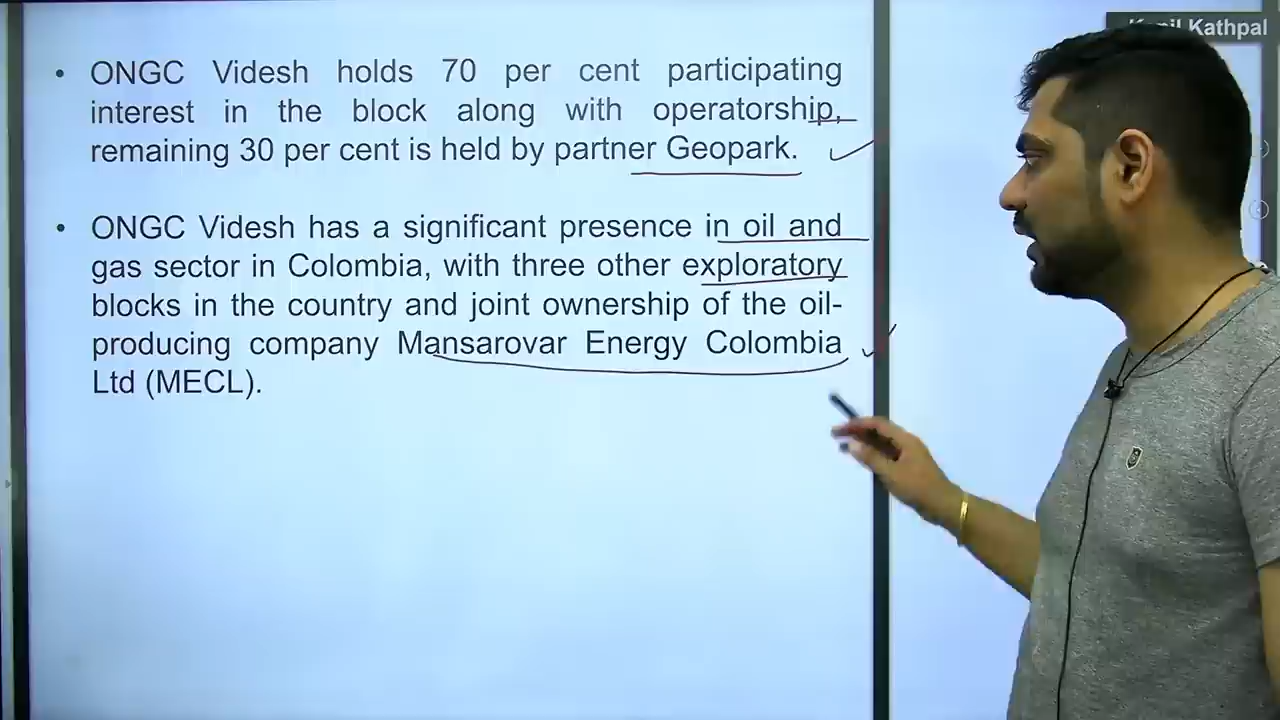 Kathpal
• ONGC Videsh holds 70 per cent participating
interest in the block along with operatorship,
remaining 30 per cent is held by partner Geopark.
• ONGC Videsh has a significant presence in oil and
gas sector in Colombia, with three other exploratory
blocks in the country and joint ownership of the oil-
producing company Mansarovar Energy Colombia
Ltd (MECL).